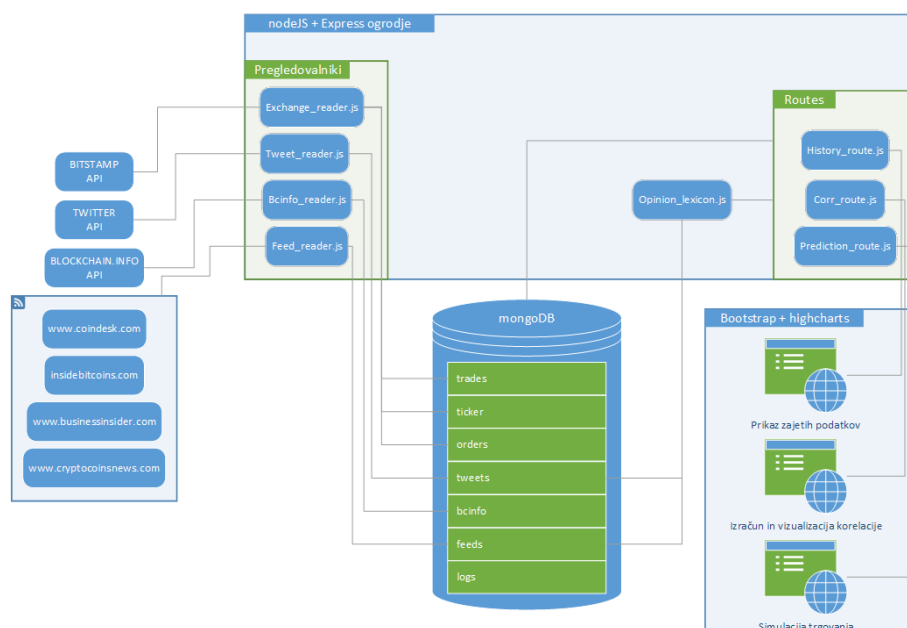 nodeJS + Express ogrodje
Pregledovalniki
Exchange_reader.js
Tweet_reader.js
Bcinfo_reader.js
Feed_reader.js
Routes
History_route.js
Corr_route.js
Prediction_route.js
Opinion_lexicon.js
BITSTAMP
API
TWITTER
API
BLOCKCHAIN.INFO
API
www.coindesk.com
insidebitcoins.com
www.businessinsider.com
www.cryptocoinsnews.com
mongoDB
trades
ticker
orders
tweets
bcinfo
feeds
logs
Bootstrap + highcharts
Prikaz zajetih podatkov
Izračun in vizualizacija korelacije
Simulacija trgovanja